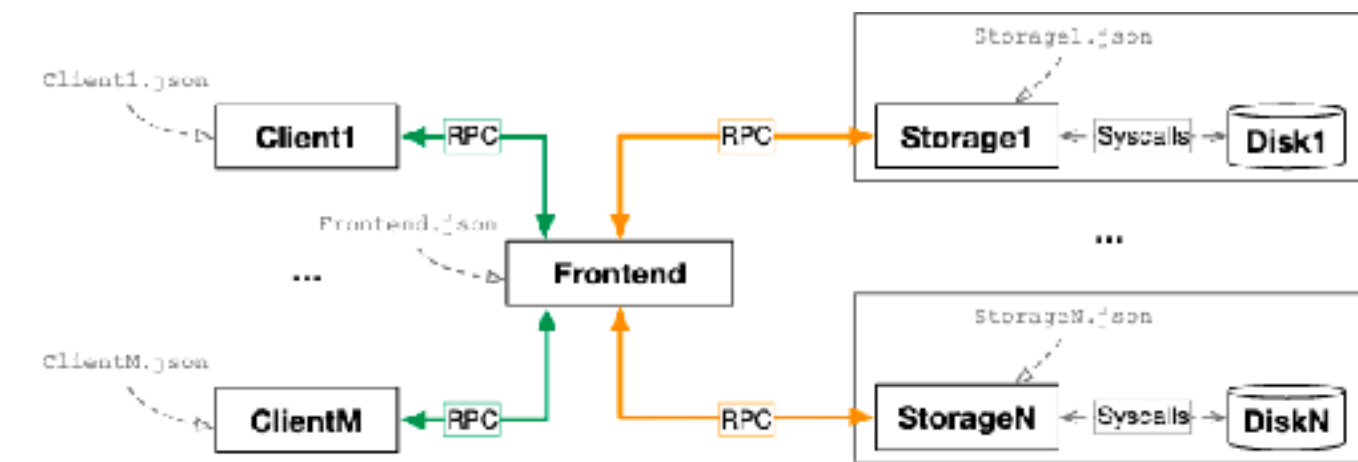 Storage1.json
Client1.json
Client1
RPC
RPC
Storage1
Syscalls
Disk1
Frontend.json
...
...
Frontend
StorageN.json
ClientM.json
ClientM
RPC
RPC
StorageN
Syscalls
DiskN